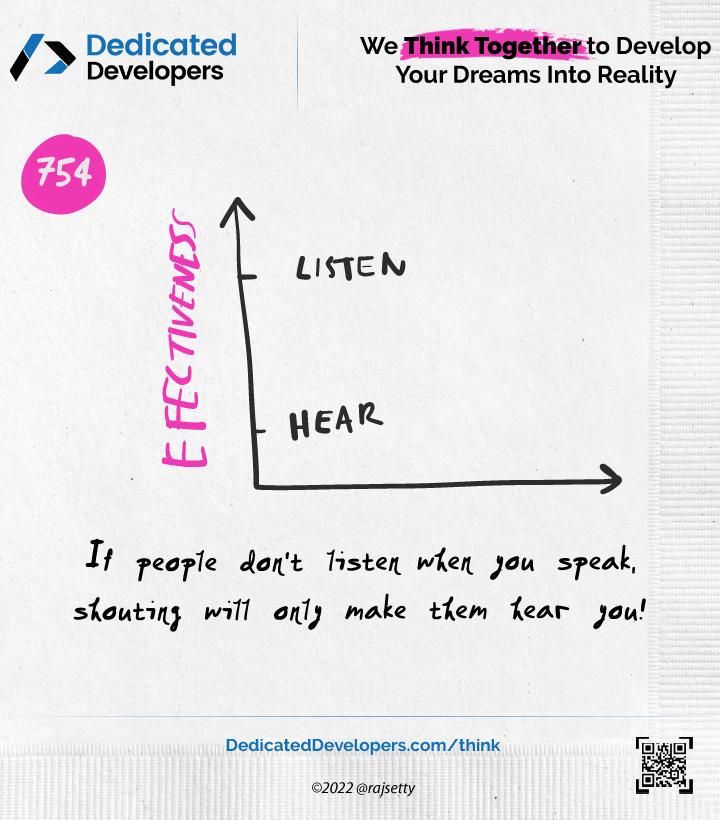 Dedicated
Developers
We Think Together to Develop
Your Dreams Into Reality
754
EFFECTIVENESS
LISTEN
HEAR
If people don't listen when you speak,
shouting will only make them hear you!
DedicatedDevelopers.com/think
©2022 @rajsetty